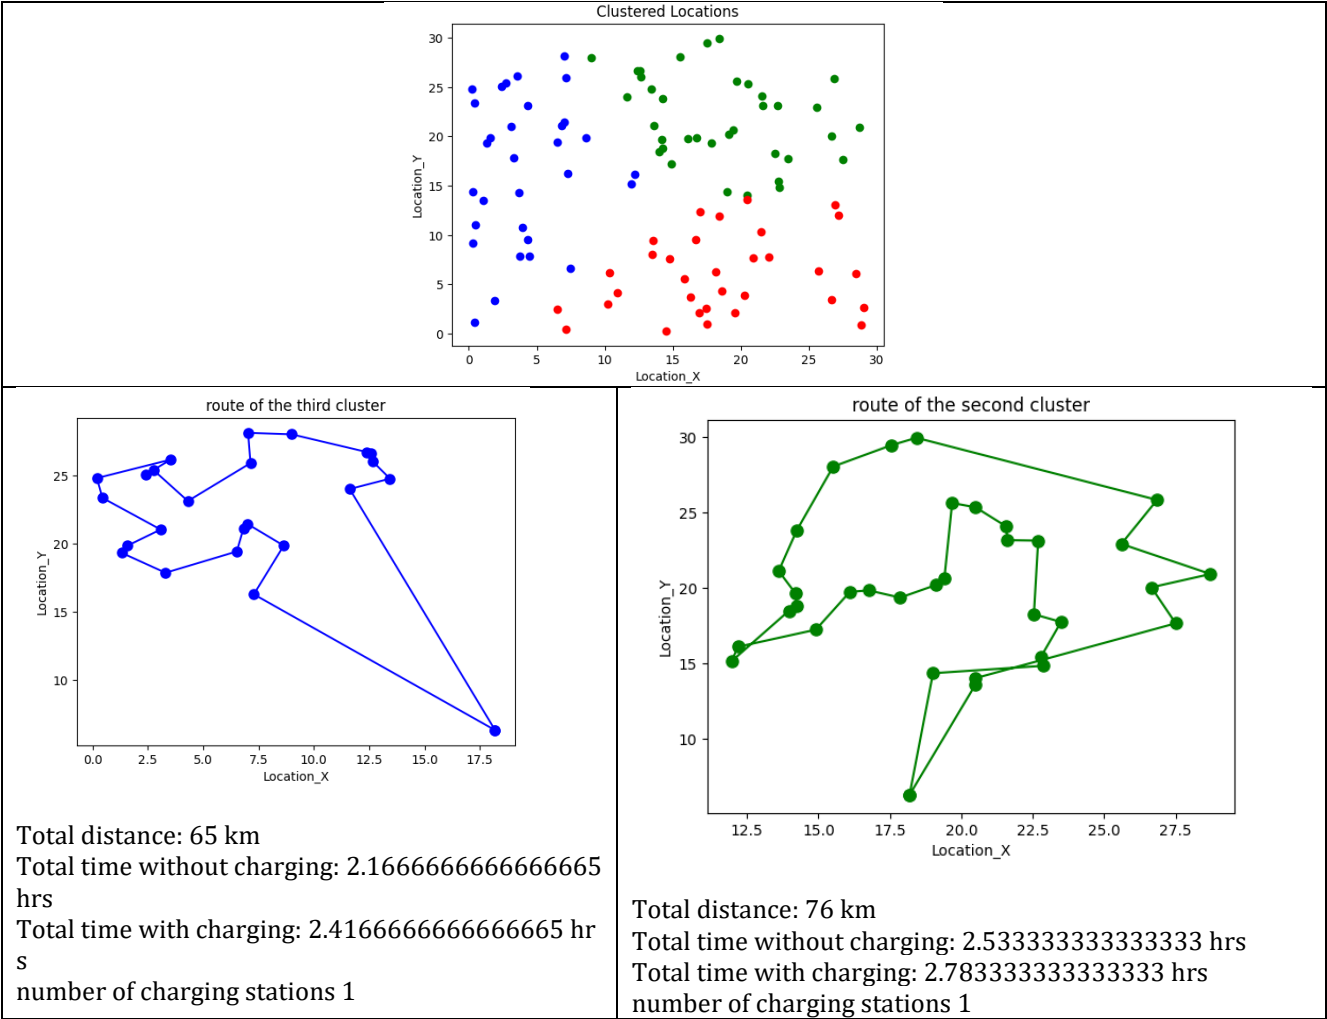 Clustered Locations
30
25
20
15
10
5
0
Location_Y
0 5 10 15 20 25 30
Location_X
route of the third cluster
25
20
15
10
Location_Y
0.0 2.5 5.0 7.5 10.0 12.5 15.0 17.5
Location_X
Total distance: 65 km
Total time without charging: 2.1666666666666665
hrs
Total time with charging: 2.4166666666666665 hr
s
number of charging stations 1
route of the second cluster
30
25
20
15
10
Location_Y
12.5 15.0 17.5 20.0 22.5 25.0 27.5
Location_X
Total distance: 76 km
Total time without charging: 2.533333333333333 hrs
Total time with charging: 2.783333333333333 hrs
number of charging stations 1